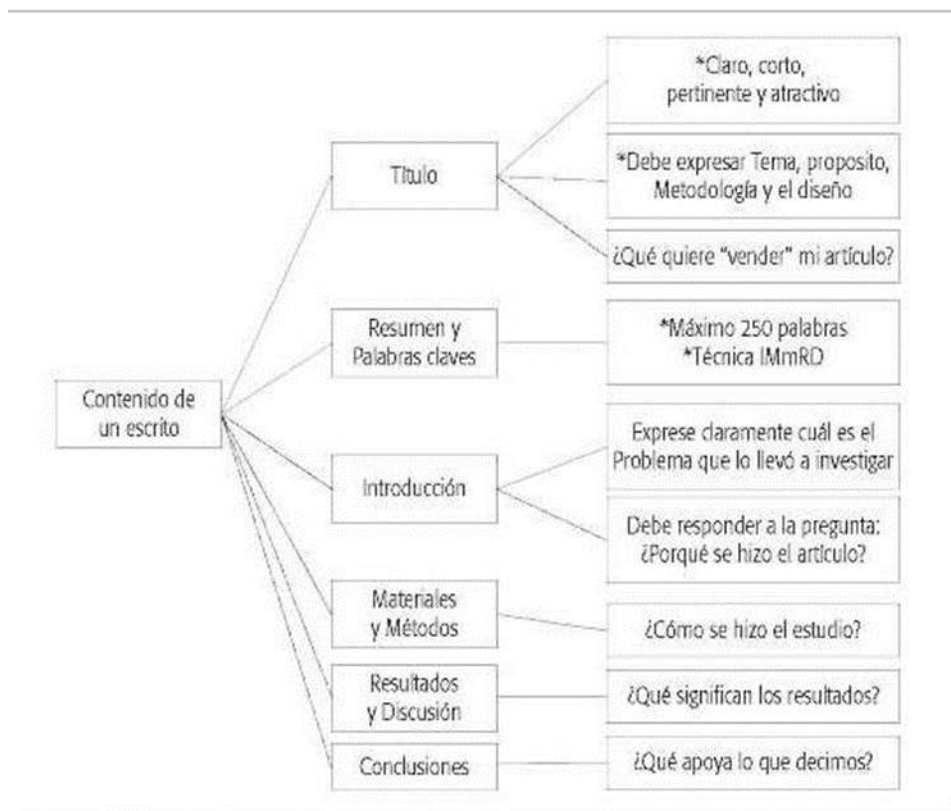 *Claro, corto,
pertinente y atractivo
Título
*Debe expresar Tema, proposito,
Metodología y el diseño
¿Qué quiere "vender" mi artículo?
Resumen y
Palabras claves
*Máximo 250 palabras
*Técnica IMmRD
Contenido de
un escrito
Introducción
Exprese claramente cuál es el
Problema que lo llevó a investigar
Debe responder a la pregunta:
¿Porqué se hizo el artículo?
Materiales
y Métodos
¿Cómo se hizo el estudio?
Resultados
y Discusión
¿Qué significan los resultados?
Conclusiones
¿Qué apoya lo que decimos?